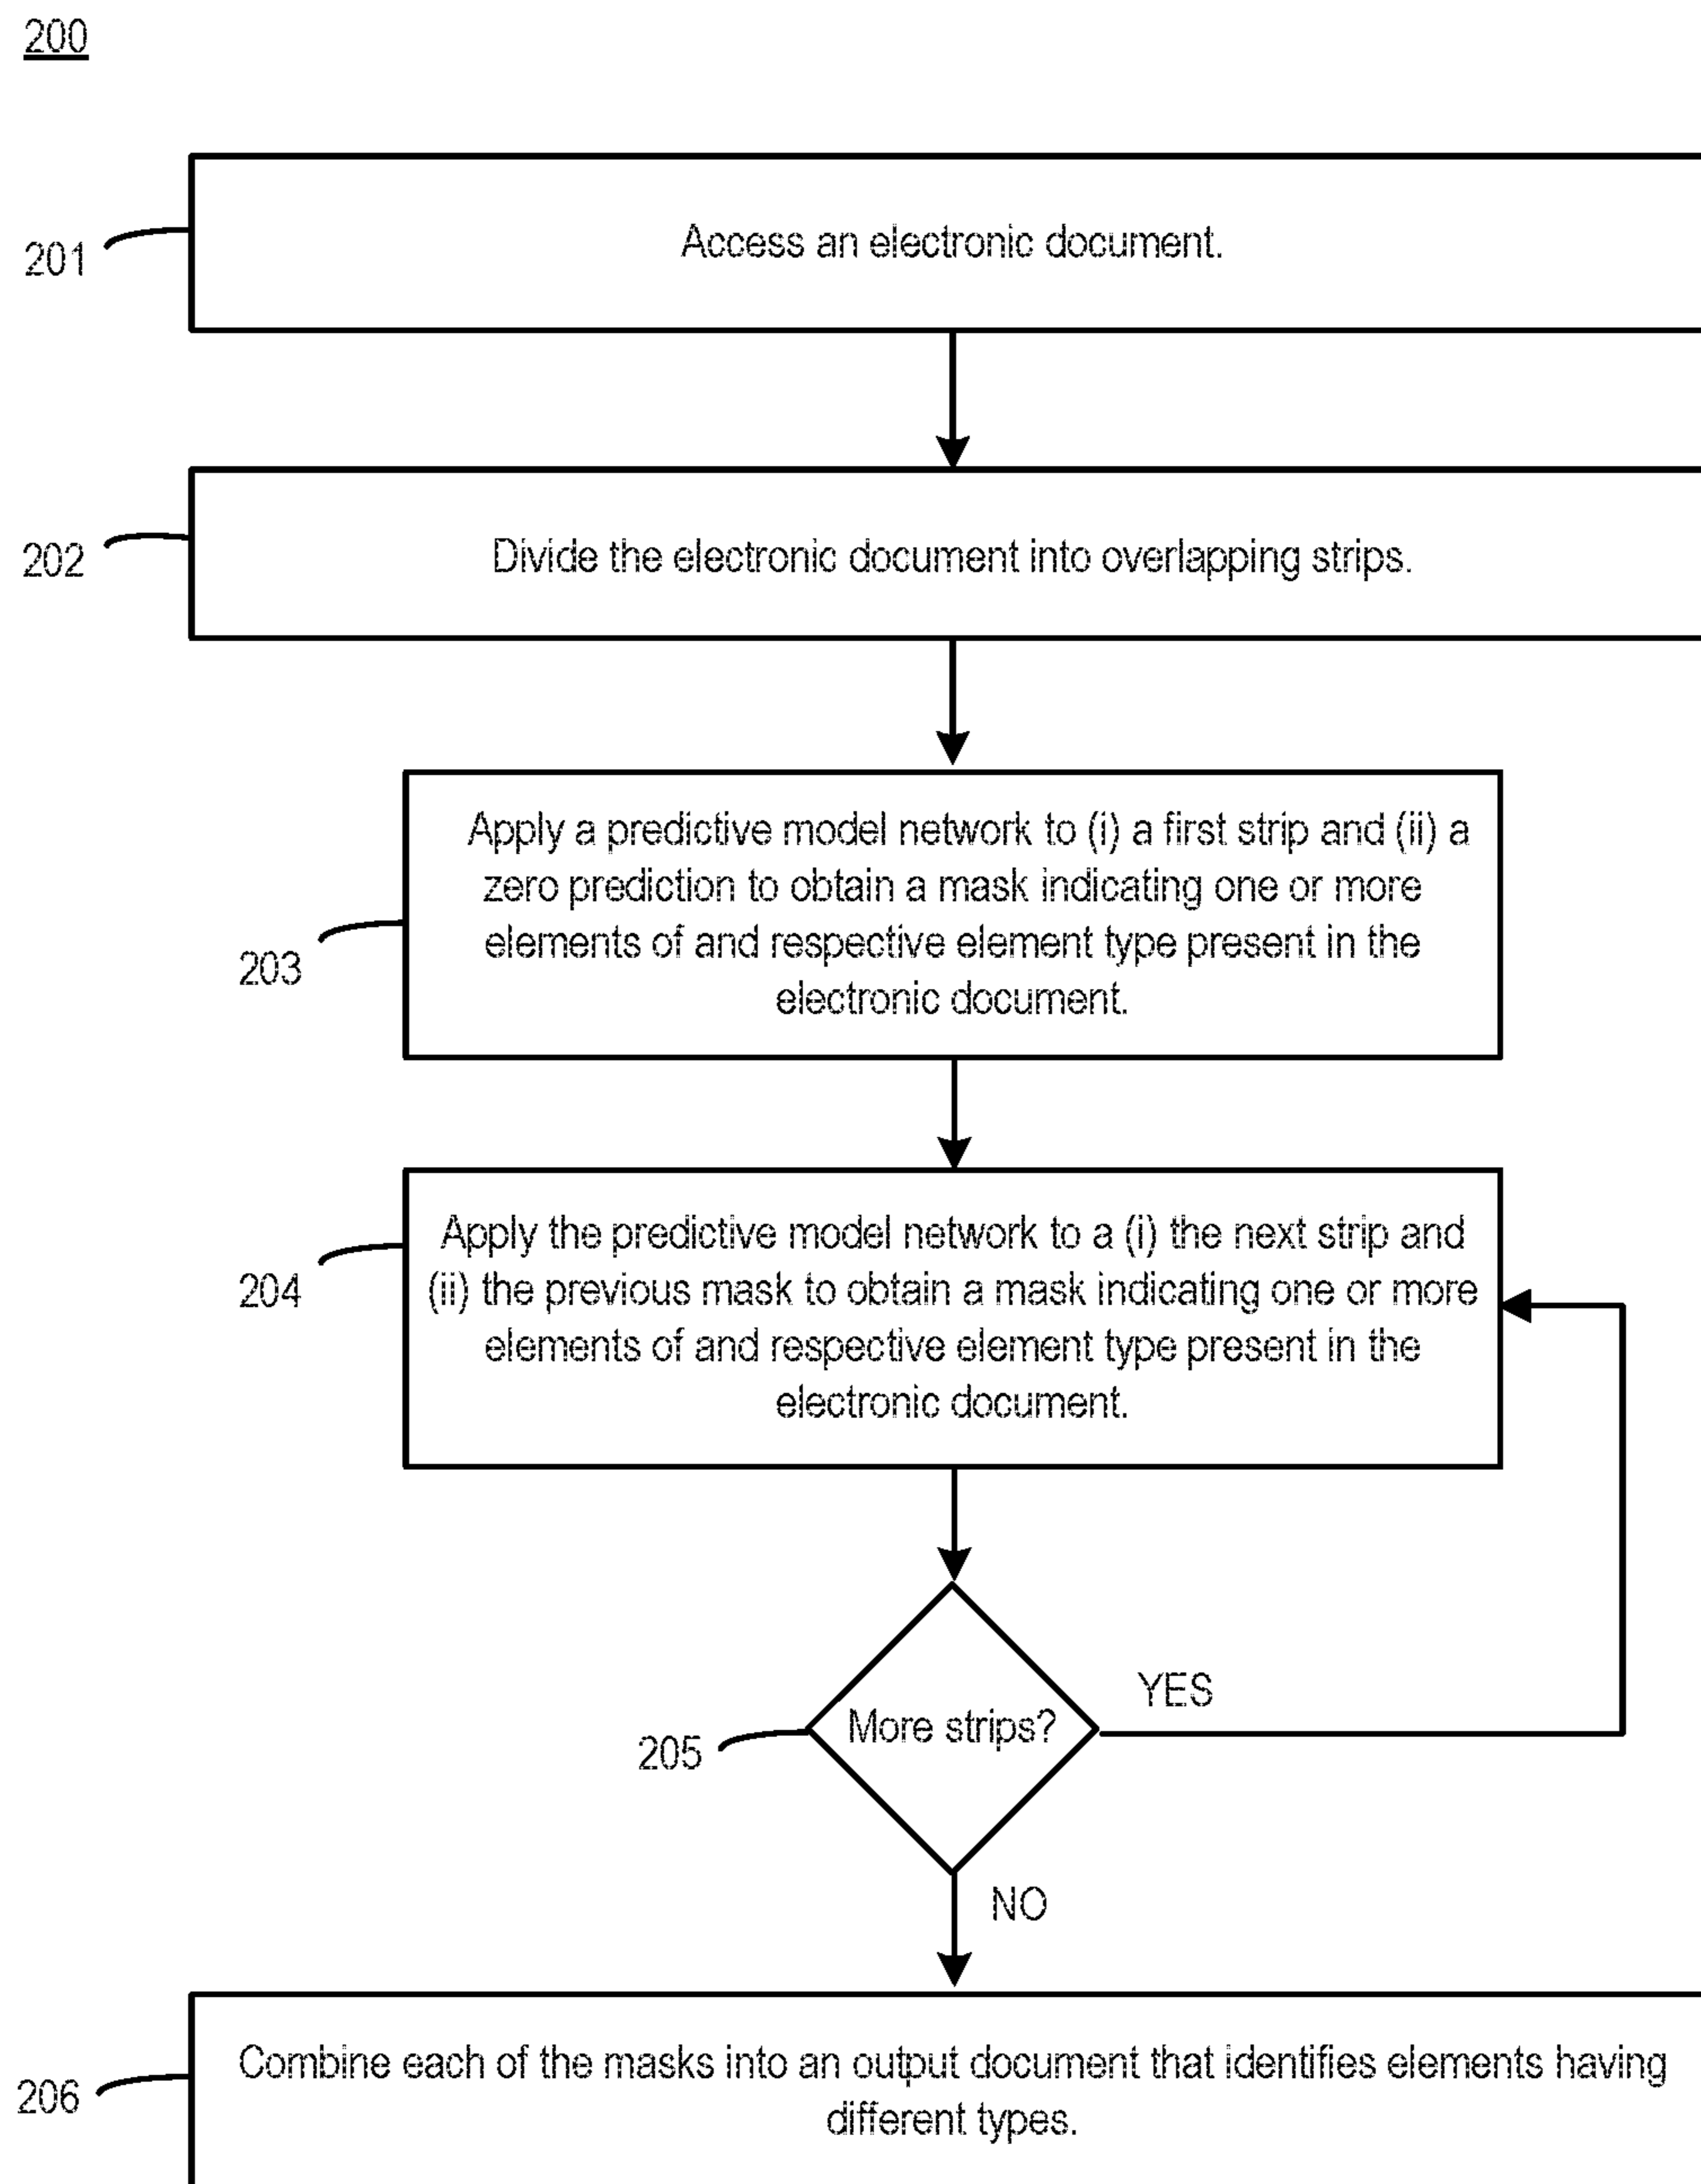 200
201
Access an electronic document.
202
Divide the electronic document into overlapping strips.
203
Apply a predictive model network to (i) a first strip and (ii) a
zero prediction to obtain a mask indicating one or more
elements of and respective element type present in the
electronic document.
204
Apply the predictive model network to a (i) the next strip and
(ii) the previous mask to obtain a mask indicating one or more
elements of and respective element type present in the
electronic document.
205
More strips?
YES
NO
206
Combine each of the masks into an output document that identifies elements having
different types.